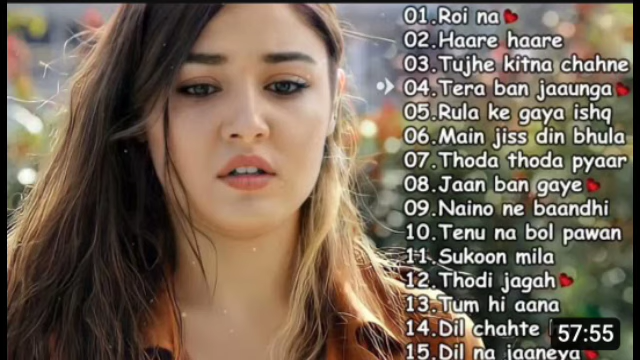 01.Roi na
02.Haare haare
03.Tujhe kitna chahne
04.Tera ban jaaunga
05.Rula ke gaya ishq
06.Main jiss din bhula
07.Thoda thoda pyaar
08.Jaan ban gaye
09.Naino ne baandhi
10.Tenu na bol pawan
11.Sukoon mila
12.Thodi jagah
13.Tum hi aana
14.Dil chahte
57:55
15.Dil na jaaneya